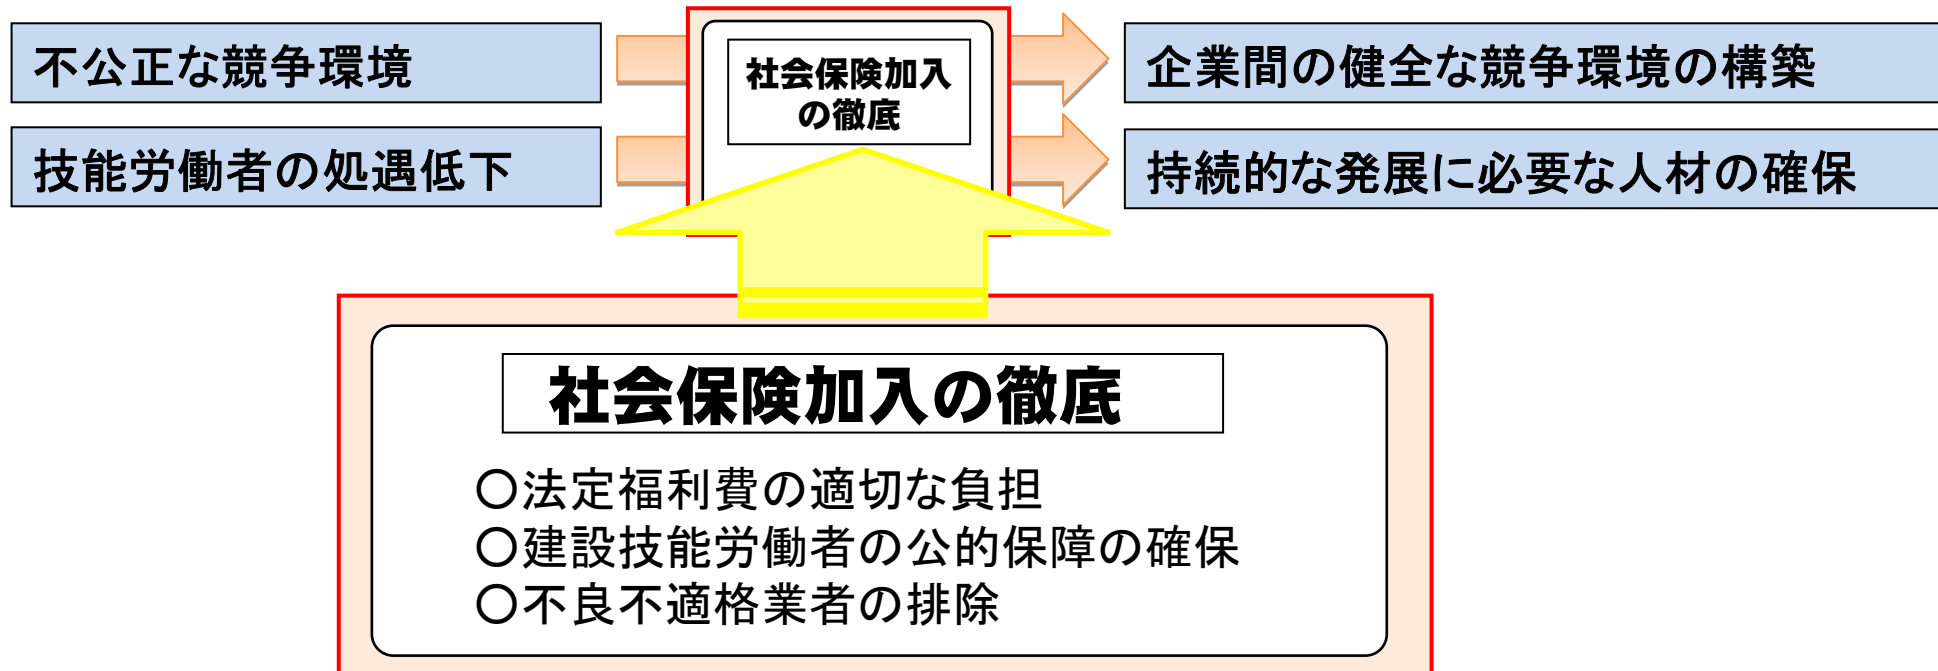 不公正な競争環境
技能労働者の処遇低下
社会保険加入
の徹底
企業間の健全な競争環境の構築
持続的な発展に必要な人材の確保
社会保険加入の徹底
○法定福利費の適切な負担
○建設技能労働者の公的保障の確保
○不良不適格業者の排除